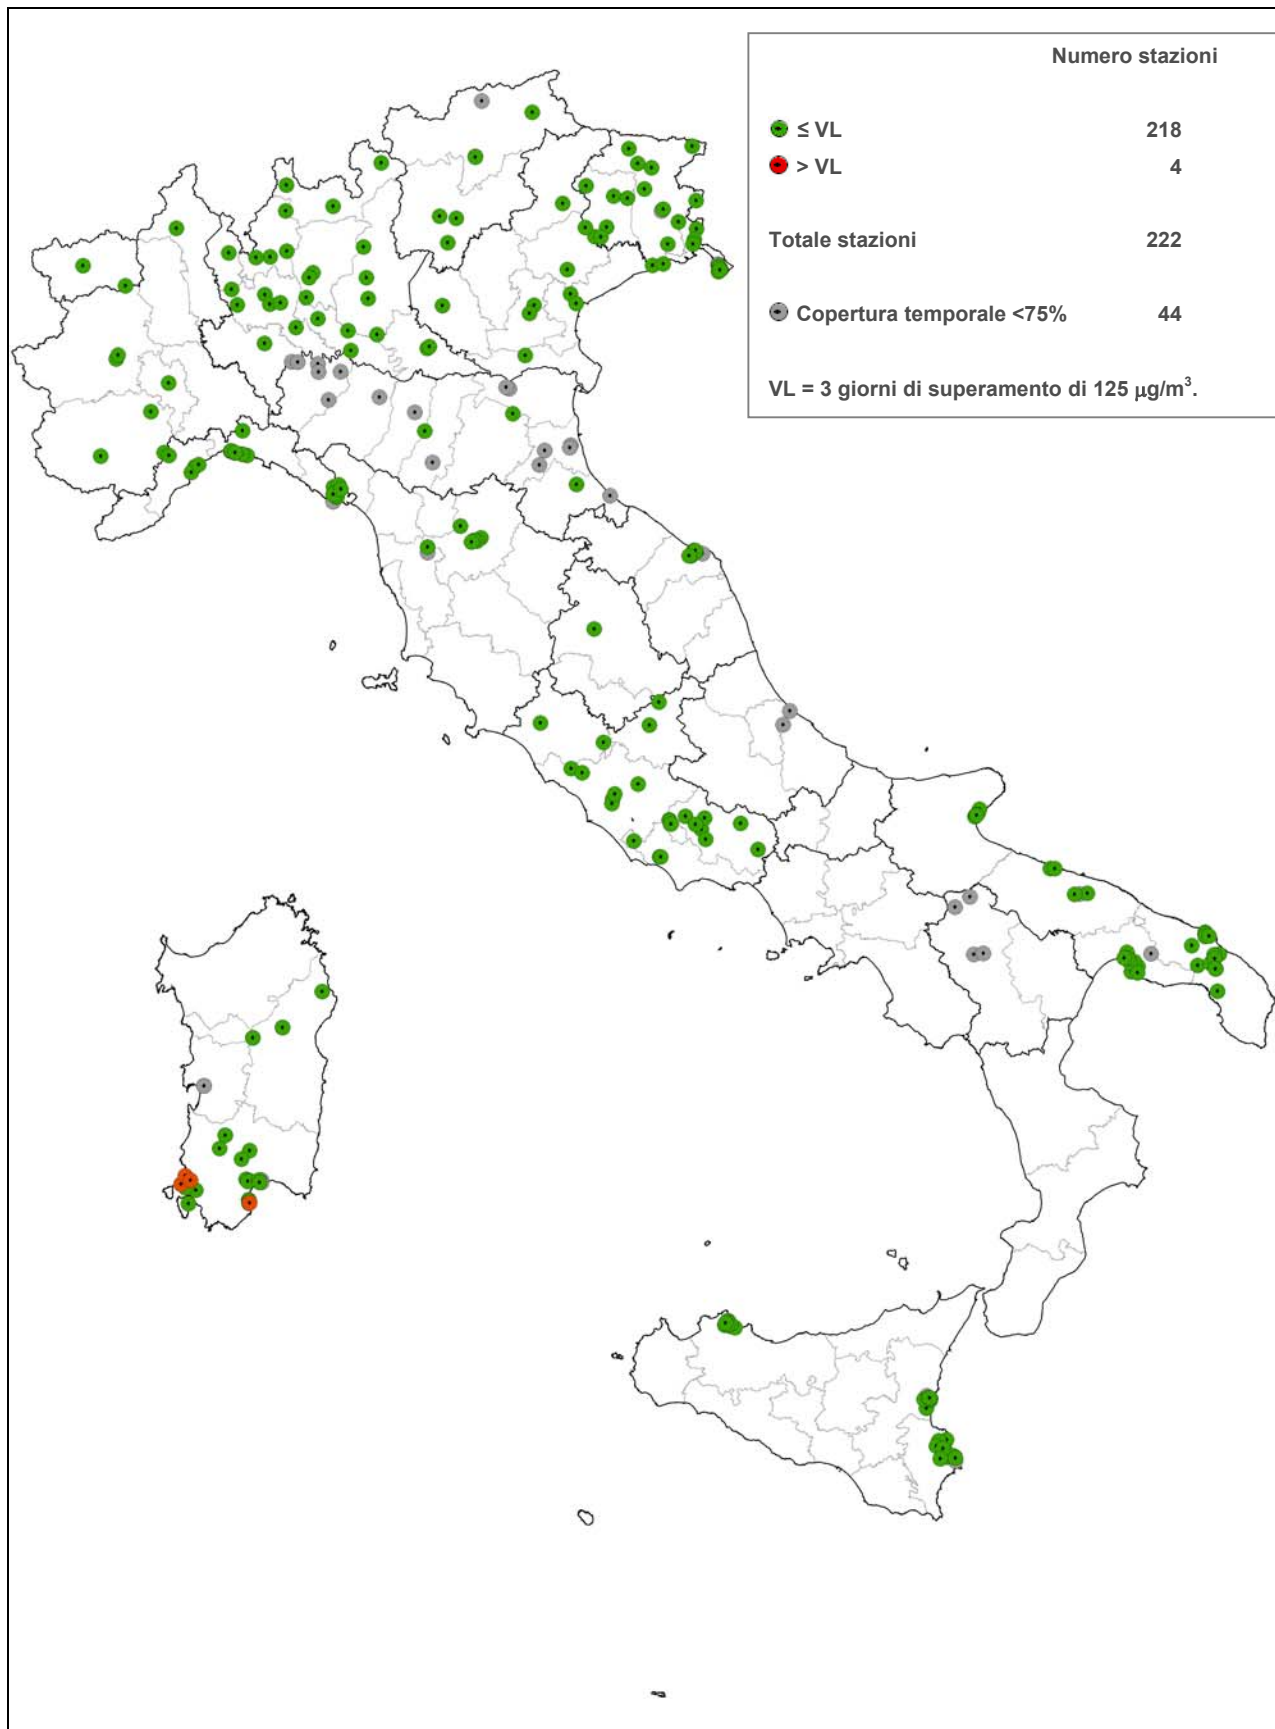 Numero stazioni
≤ VL 218
> VL 4
Totale stazioni 222
Copertura temporale <75% 44
VL = 3 giorni di superamento di 125 μg/m³.